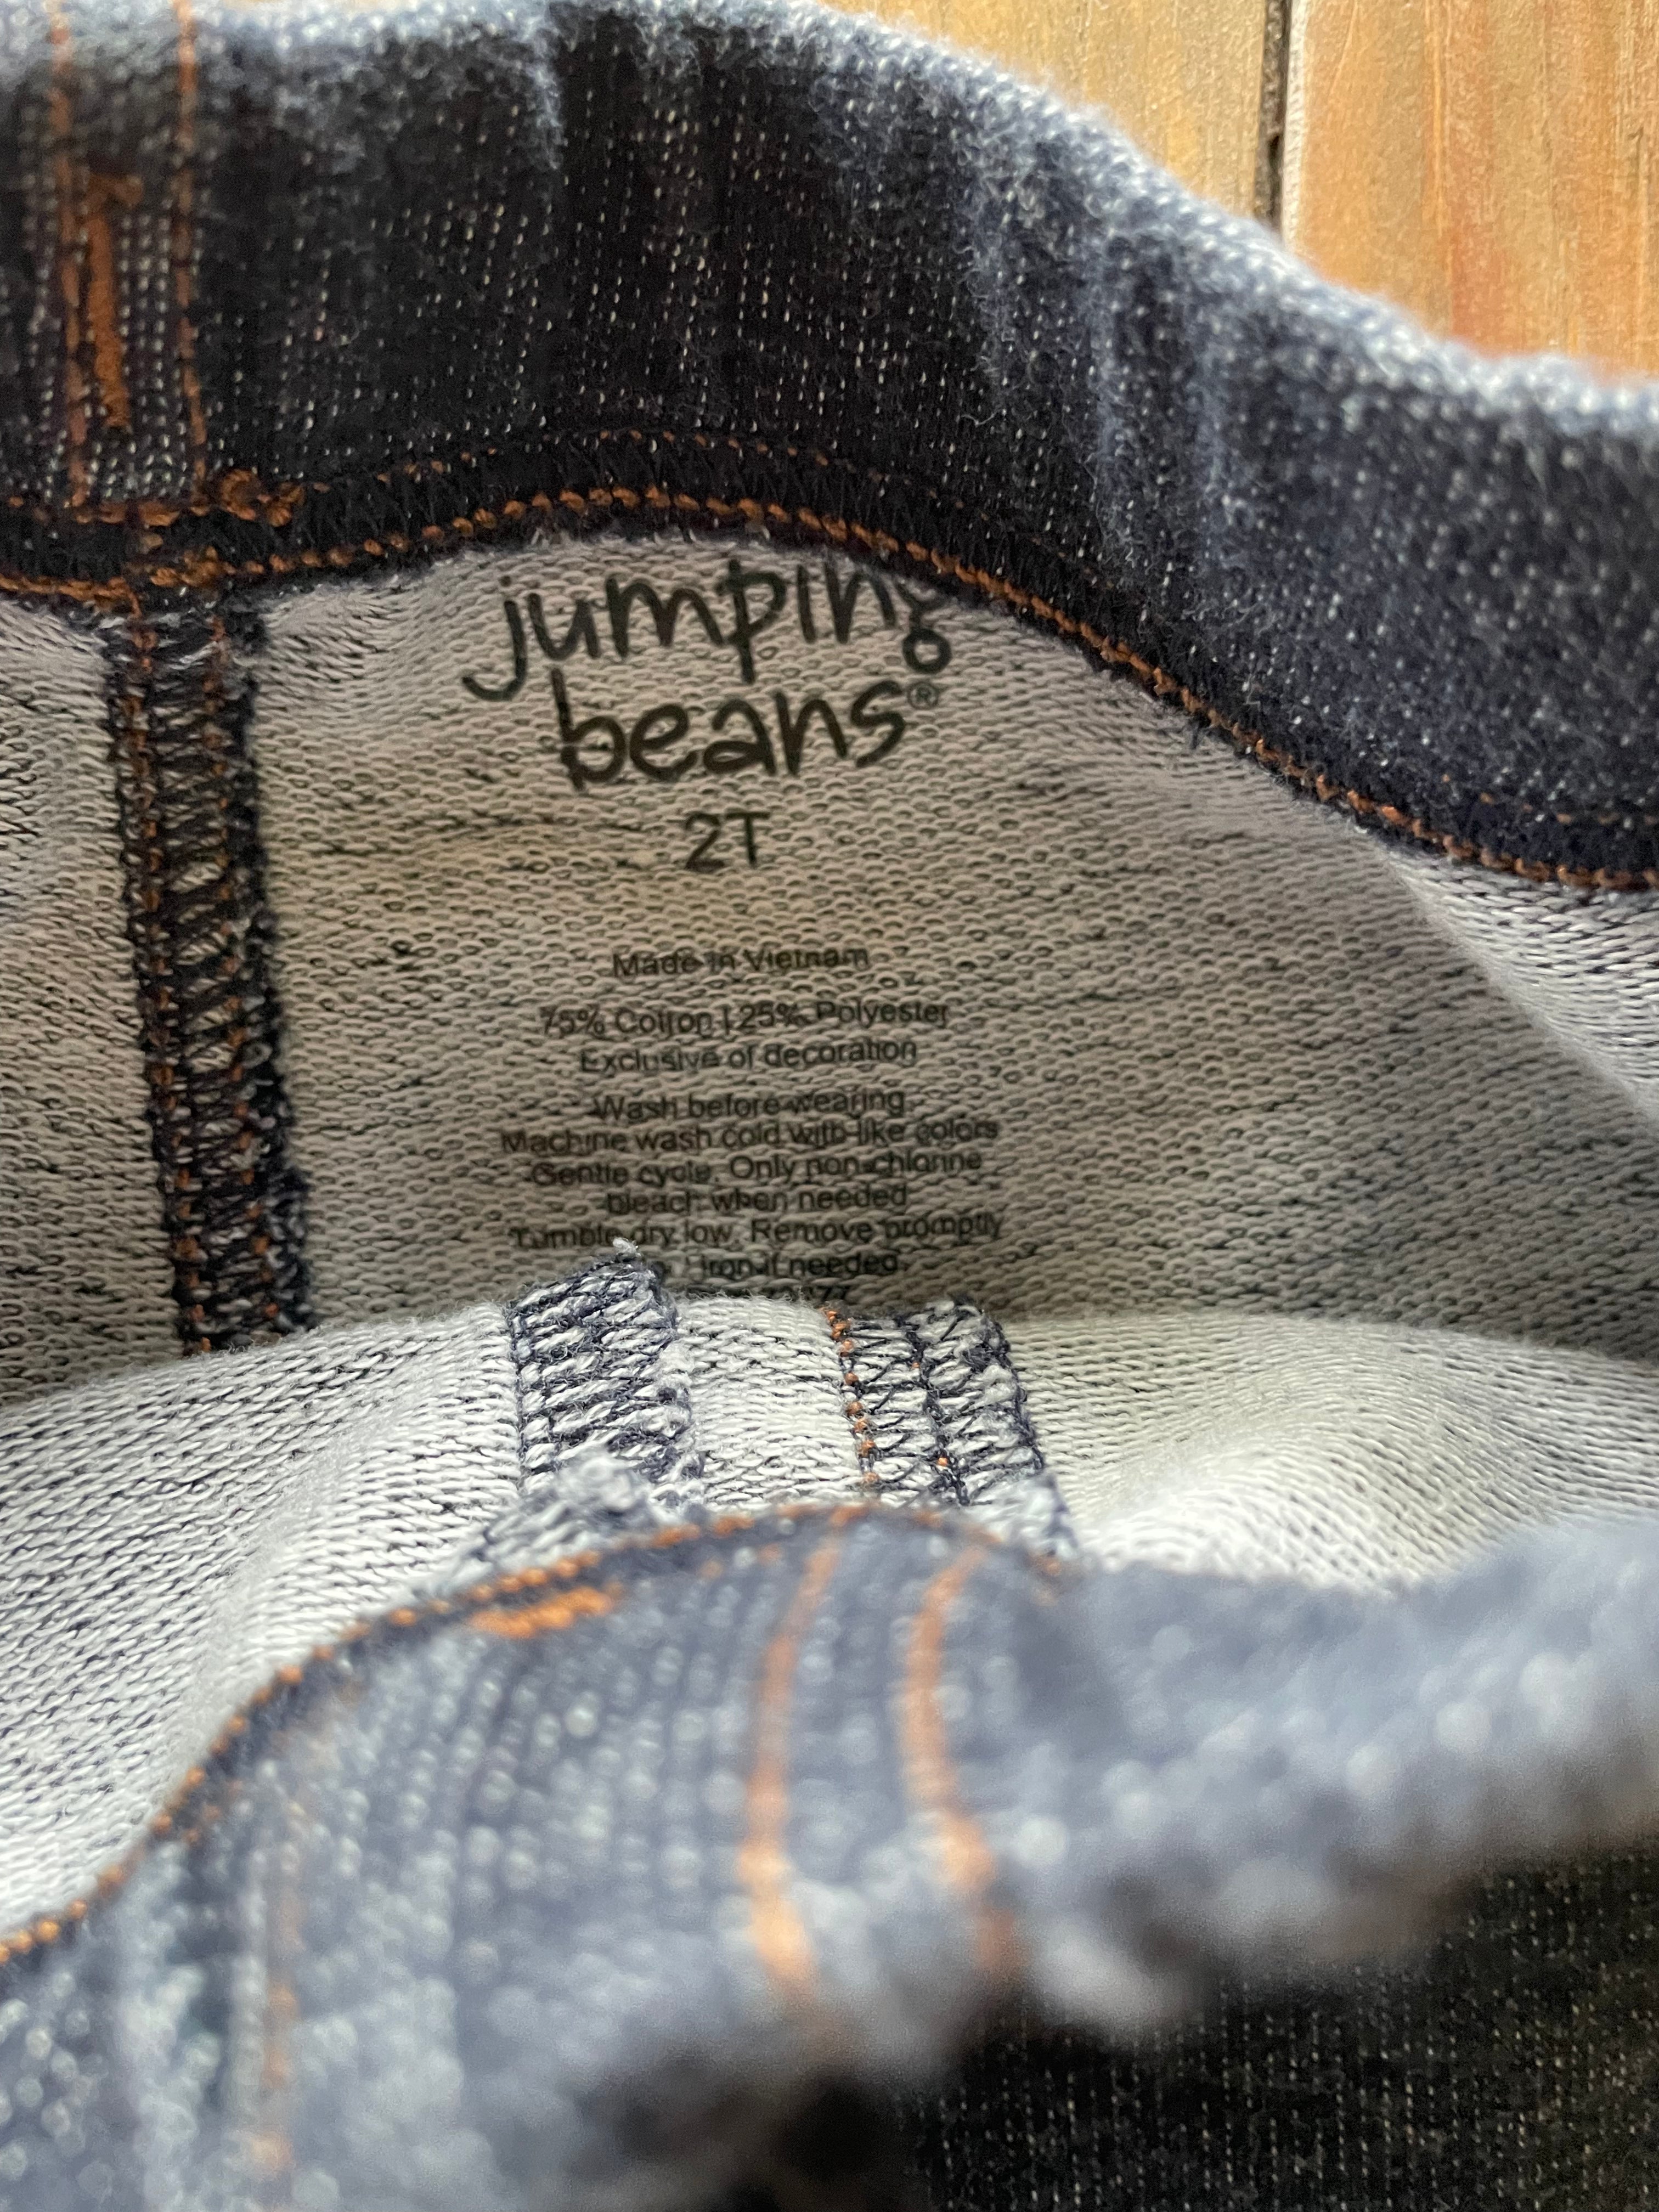 jumping
beans®
2T
Made in Vietnam
75% Cotton | 25% Polyester
Exclusive of decoration
Wash before wearing
Machine wash cold with like colors
Gentle cycle. Only non-chlorine
bleach when needed
Tumble dry low. Remove promptly
iron if needed